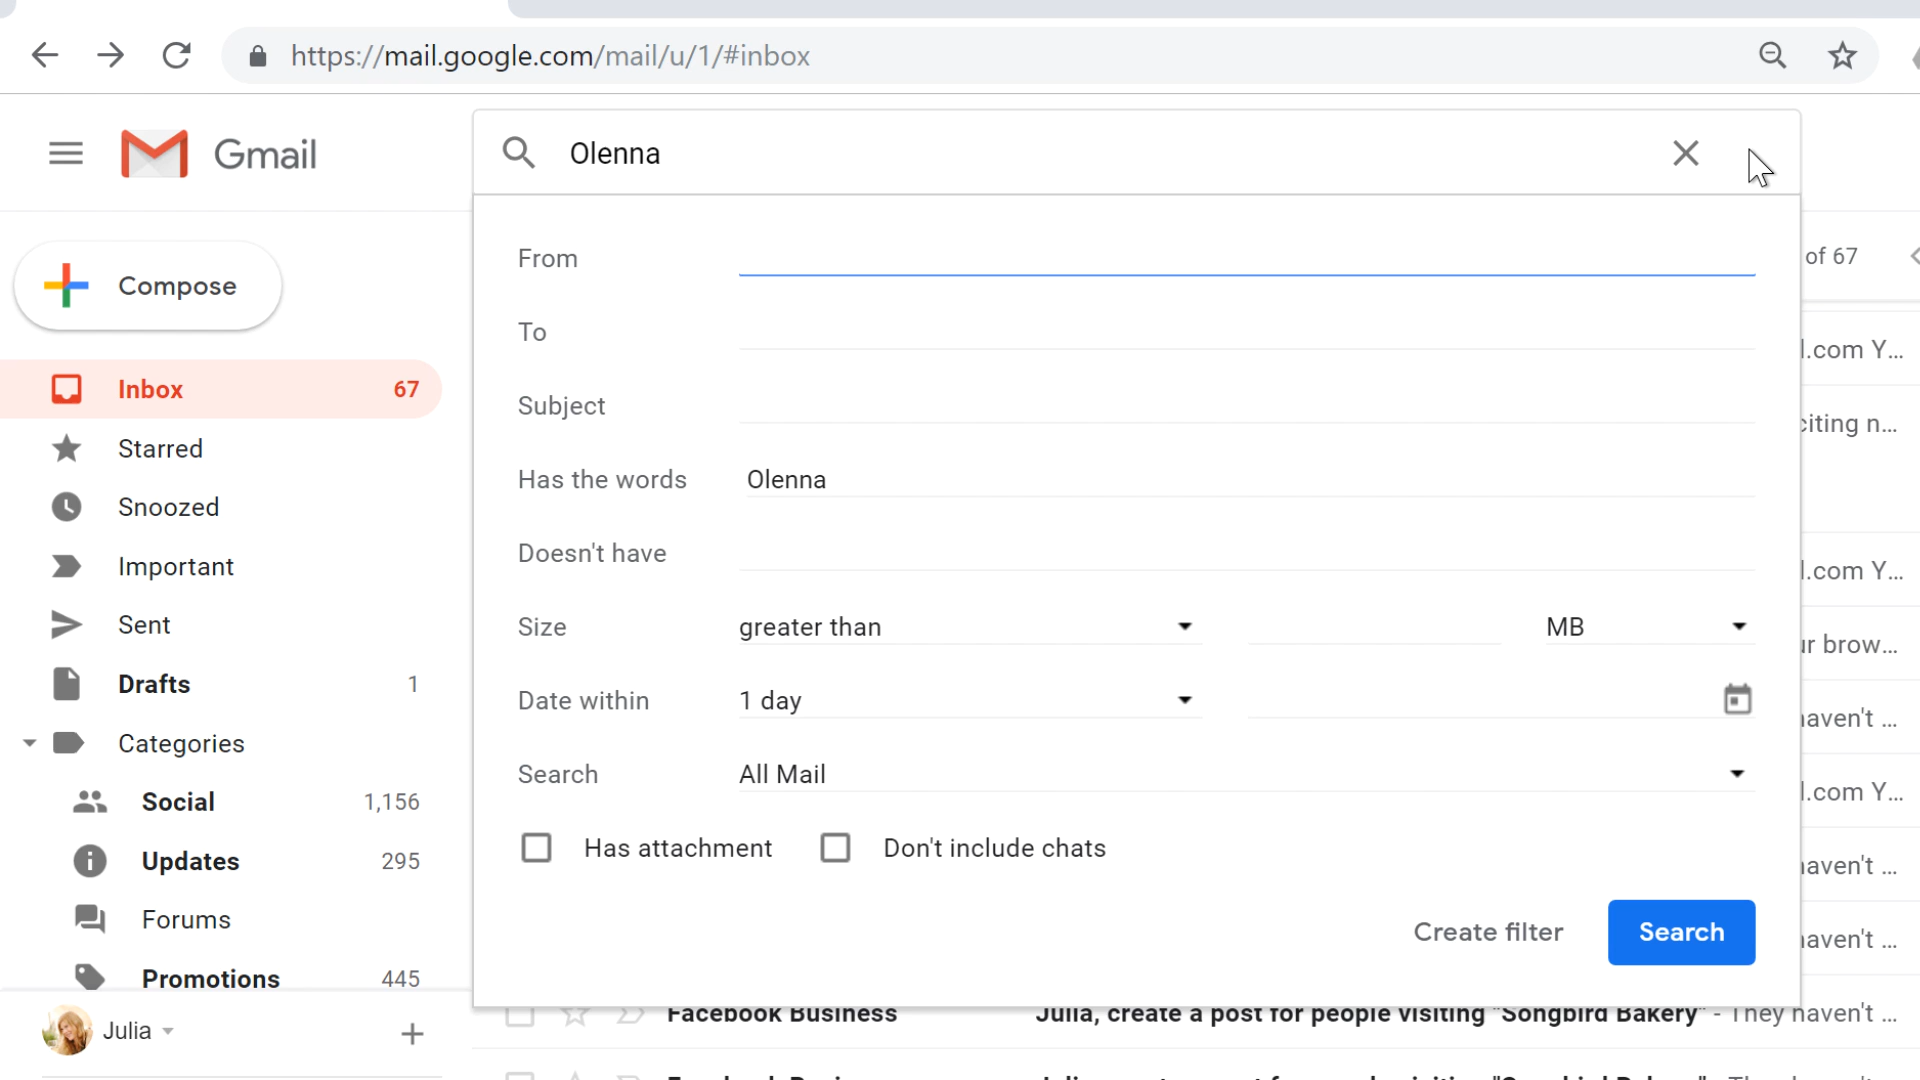 https://mail.google.com/mail/u/1/#inbox
Gmail
Olenna
Compose
From
of 67
To
.com Y...
Inbox 67
Subject
citing n...
Starred
Has the words Olenna
Snoozed
Doesn't have
Important
.com Y...
Sent
Size greater than MB
ur brow...
Drafts 1
Date within 1 day
aven't ...
Categories
Search All Mail
.com Y...
Social 1,156
Has attachment Don't include chats
Updates 295
aven't ...
Forums
Create filter Search
aven't ...
Promotions 445
Facebook Business Julia, create a post for people visiting "Songbird Bakery" - They haven't ...
Julia